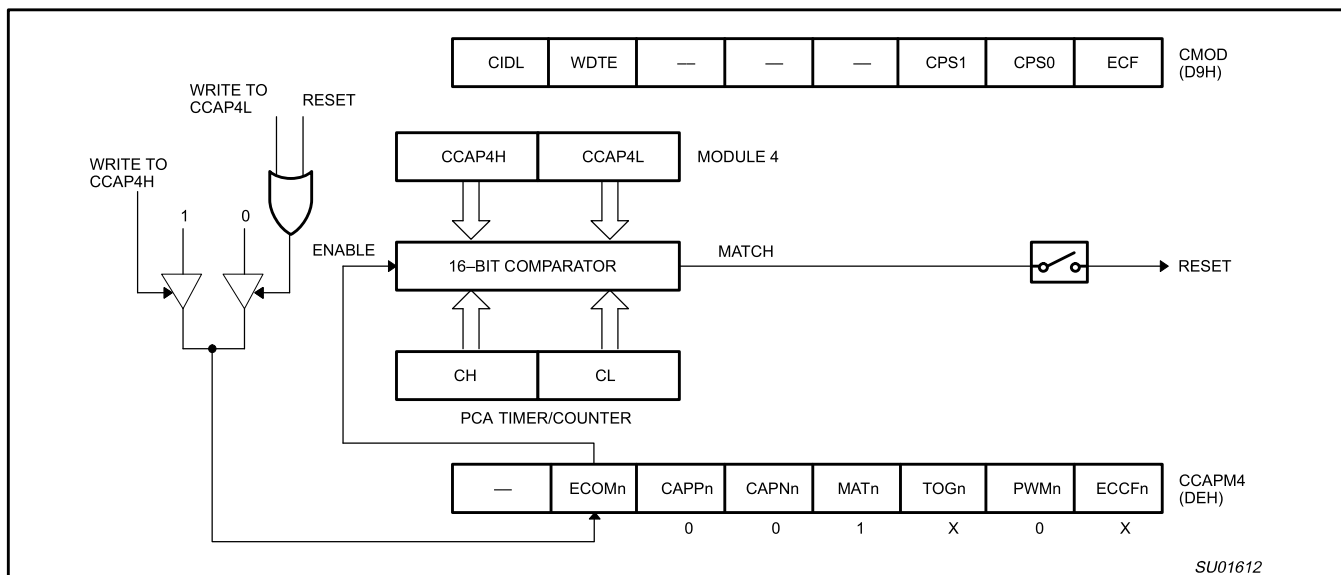 CIDL WDTE — — — CPS1 CPS0 ECF
CMOD
(D9H)
WRITE TO
CCAP4L
RESET
WRITE TO
CCAP4H
CCAP4H CCAP4L
MODULE 4
1 0
ENABLE
16–BIT COMPARATOR
MATCH
RESET
CH CL
PCA TIMER/COUNTER
— ECOMn CAPPn CAPNn MATn TOGn PWMn ECCFn
CCAPM4
(DEH)
0 0 1 X 0 X
SU01612